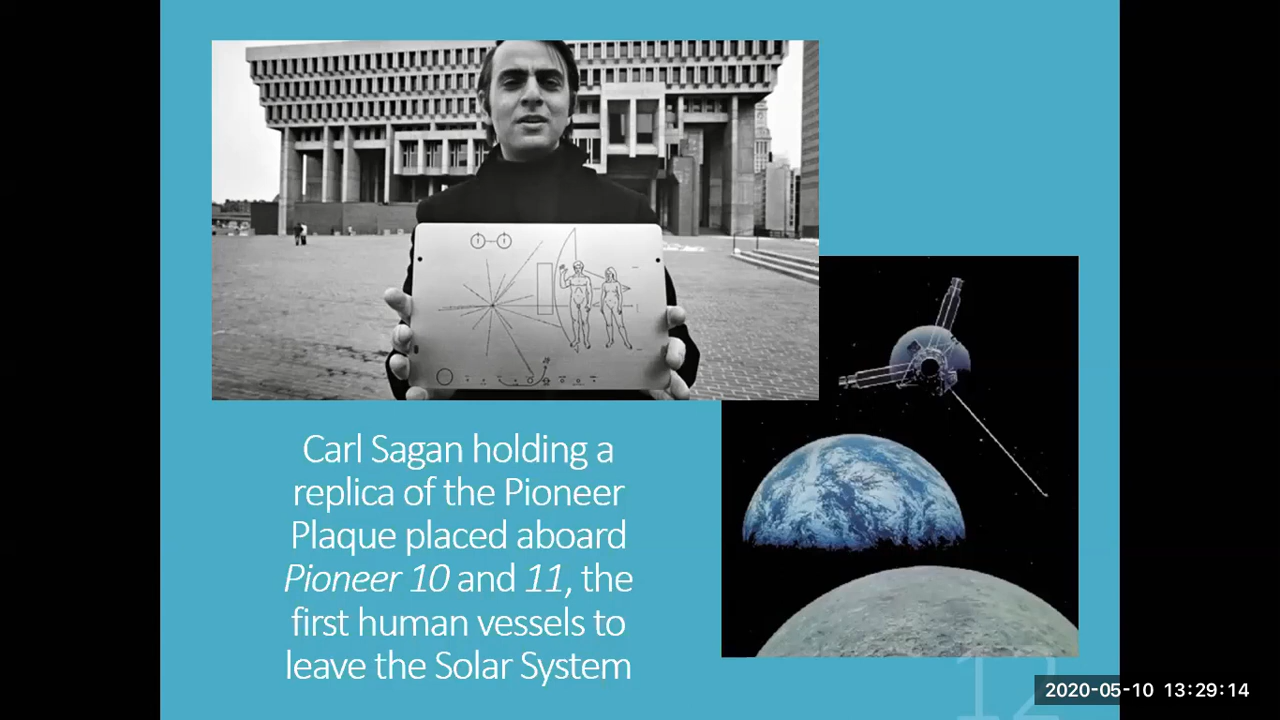 Carl Sagan holding a
replica of the Pioneer
Plaque placed aboard
Pioneer 10 and 11, the
first human vessels to
leave the Solar System
12
2020-05-10 13:29:14